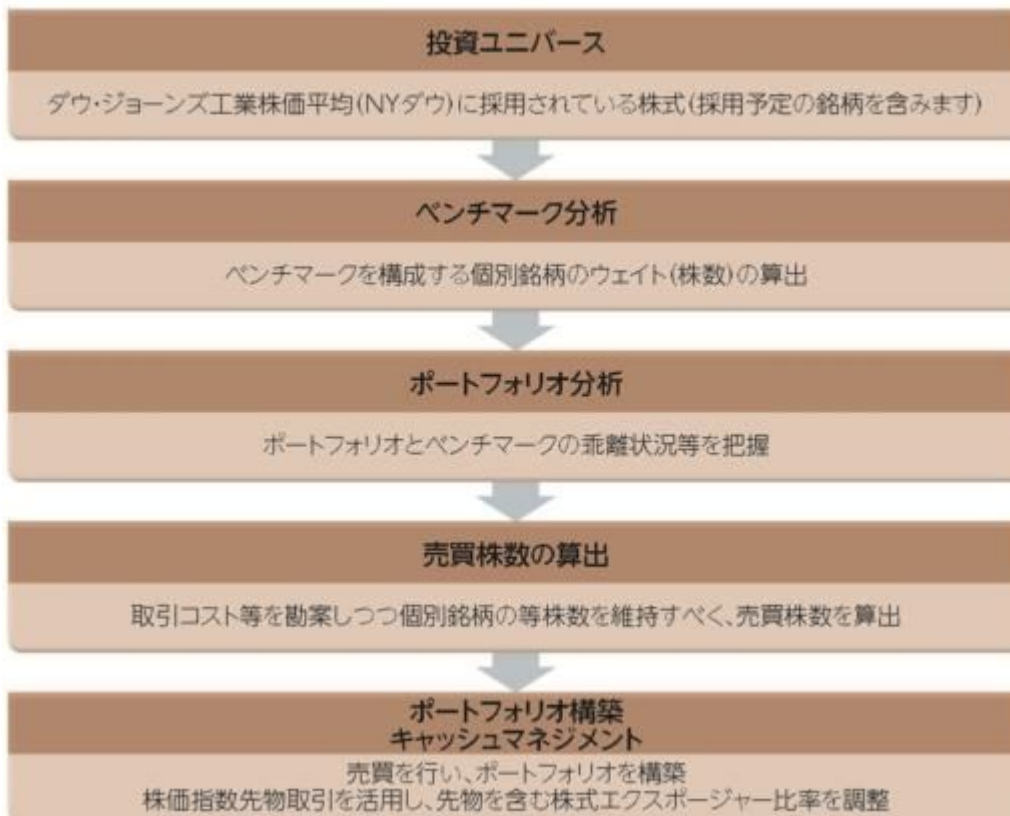 投資ユニバース
ダウ・ジョーンズ工業株価平均(NYダウ)に採用されている株式(採用予定の銘柄を含みます)
ベンチマーク分析
ベンチマークを構成する個別銘柄のウェイト(株数)の算出
ポートフォリオ分析
ポートフォリオとベンチマークの乖離状況等を把握
売買株数の算出
取引コスト等を勘案しつつ個別銘柄の等株数を維持すべく、売買株数を算出
ポートフォリオ構築
キャッシュマネジメント
売買を行い、ポートフォリオを構築
株価指数先物取引を活用し、先物を含む株式エクスポージャー比率を調整